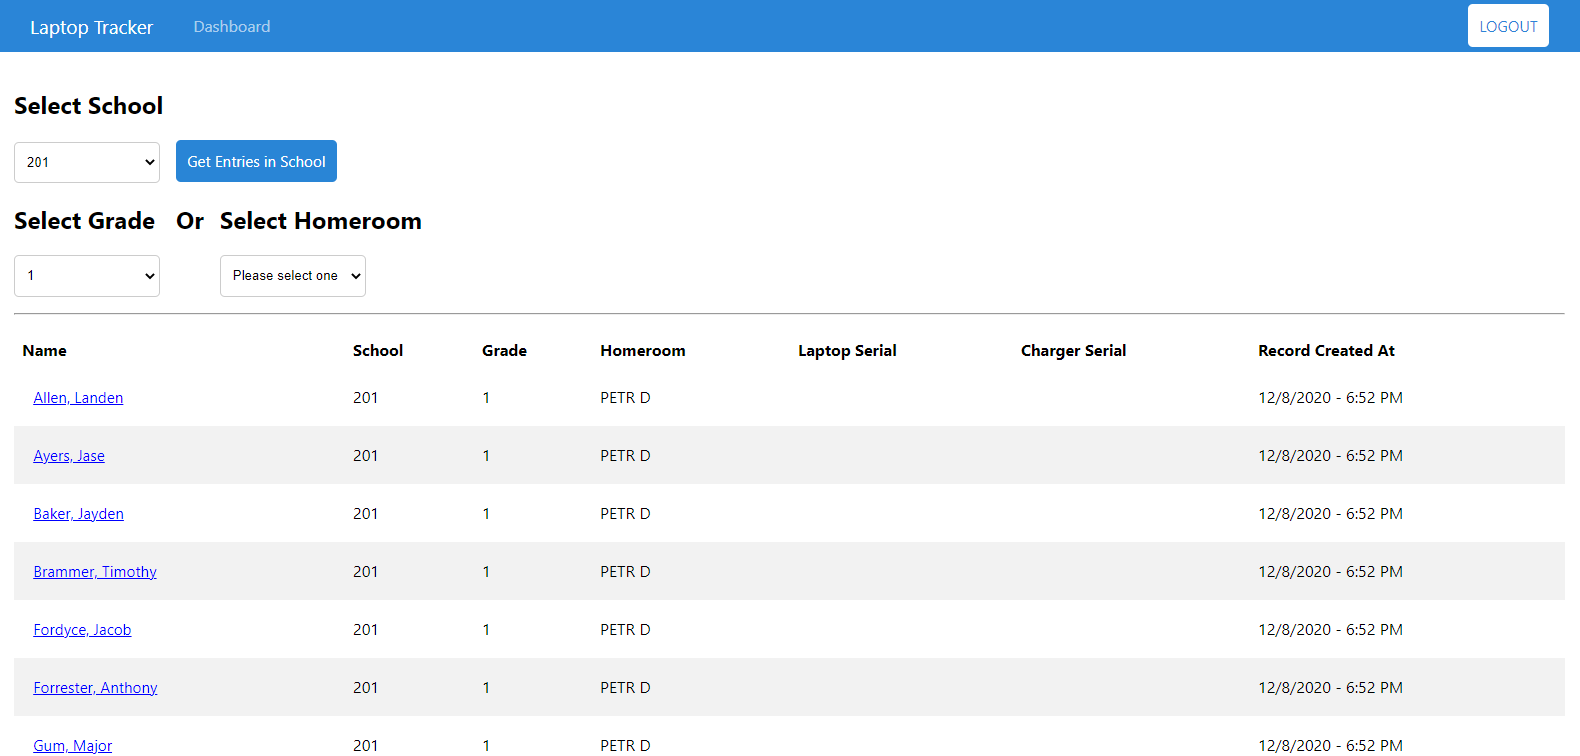 Laptop Tracker Dashboard LOGOUT
Select School
201 Get Entries in School
Select Grade Or Select Homeroom
1 Please select one
Name School Grade Homeroom Laptop Serial Charger Serial Record Created At
Allen, Landen 201 1 PETR D 12/8/2020 - 6:52 PM
Ayers, Jase 201 1 PETR D 12/8/2020 - 6:52 PM
Baker, Jayden 201 1 PETR D 12/8/2020 - 6:52 PM
Brammer, Timothy 201 1 PETR D 12/8/2020 - 6:52 PM
Fordyce, Jacob 201 1 PETR D 12/8/2020 - 6:52 PM
Forrester, Anthony 201 1 PETR D 12/8/2020 - 6:52 PM
Gum, Major 201 1 PETR D 12/8/2020 - 6:52 PM